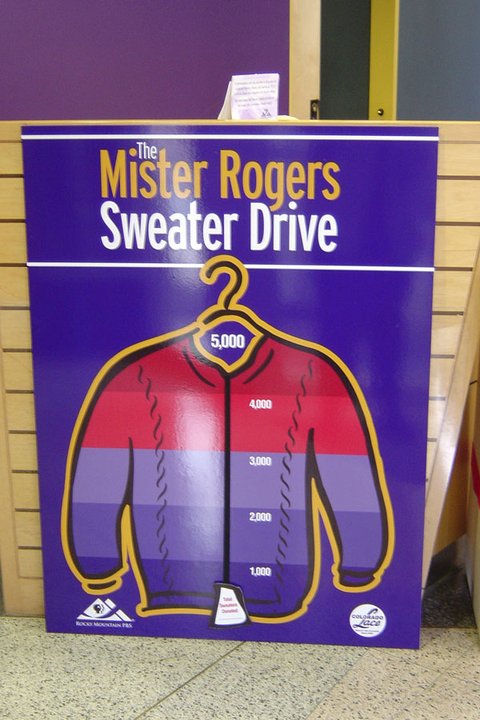 The
Mister Rogers
Sweater Drive
5,000
4,000
3,000
2,000
1,000
Total
Sweaters
Donated
ROCKY MOUNTAIN PBS
COLORADO
Lace